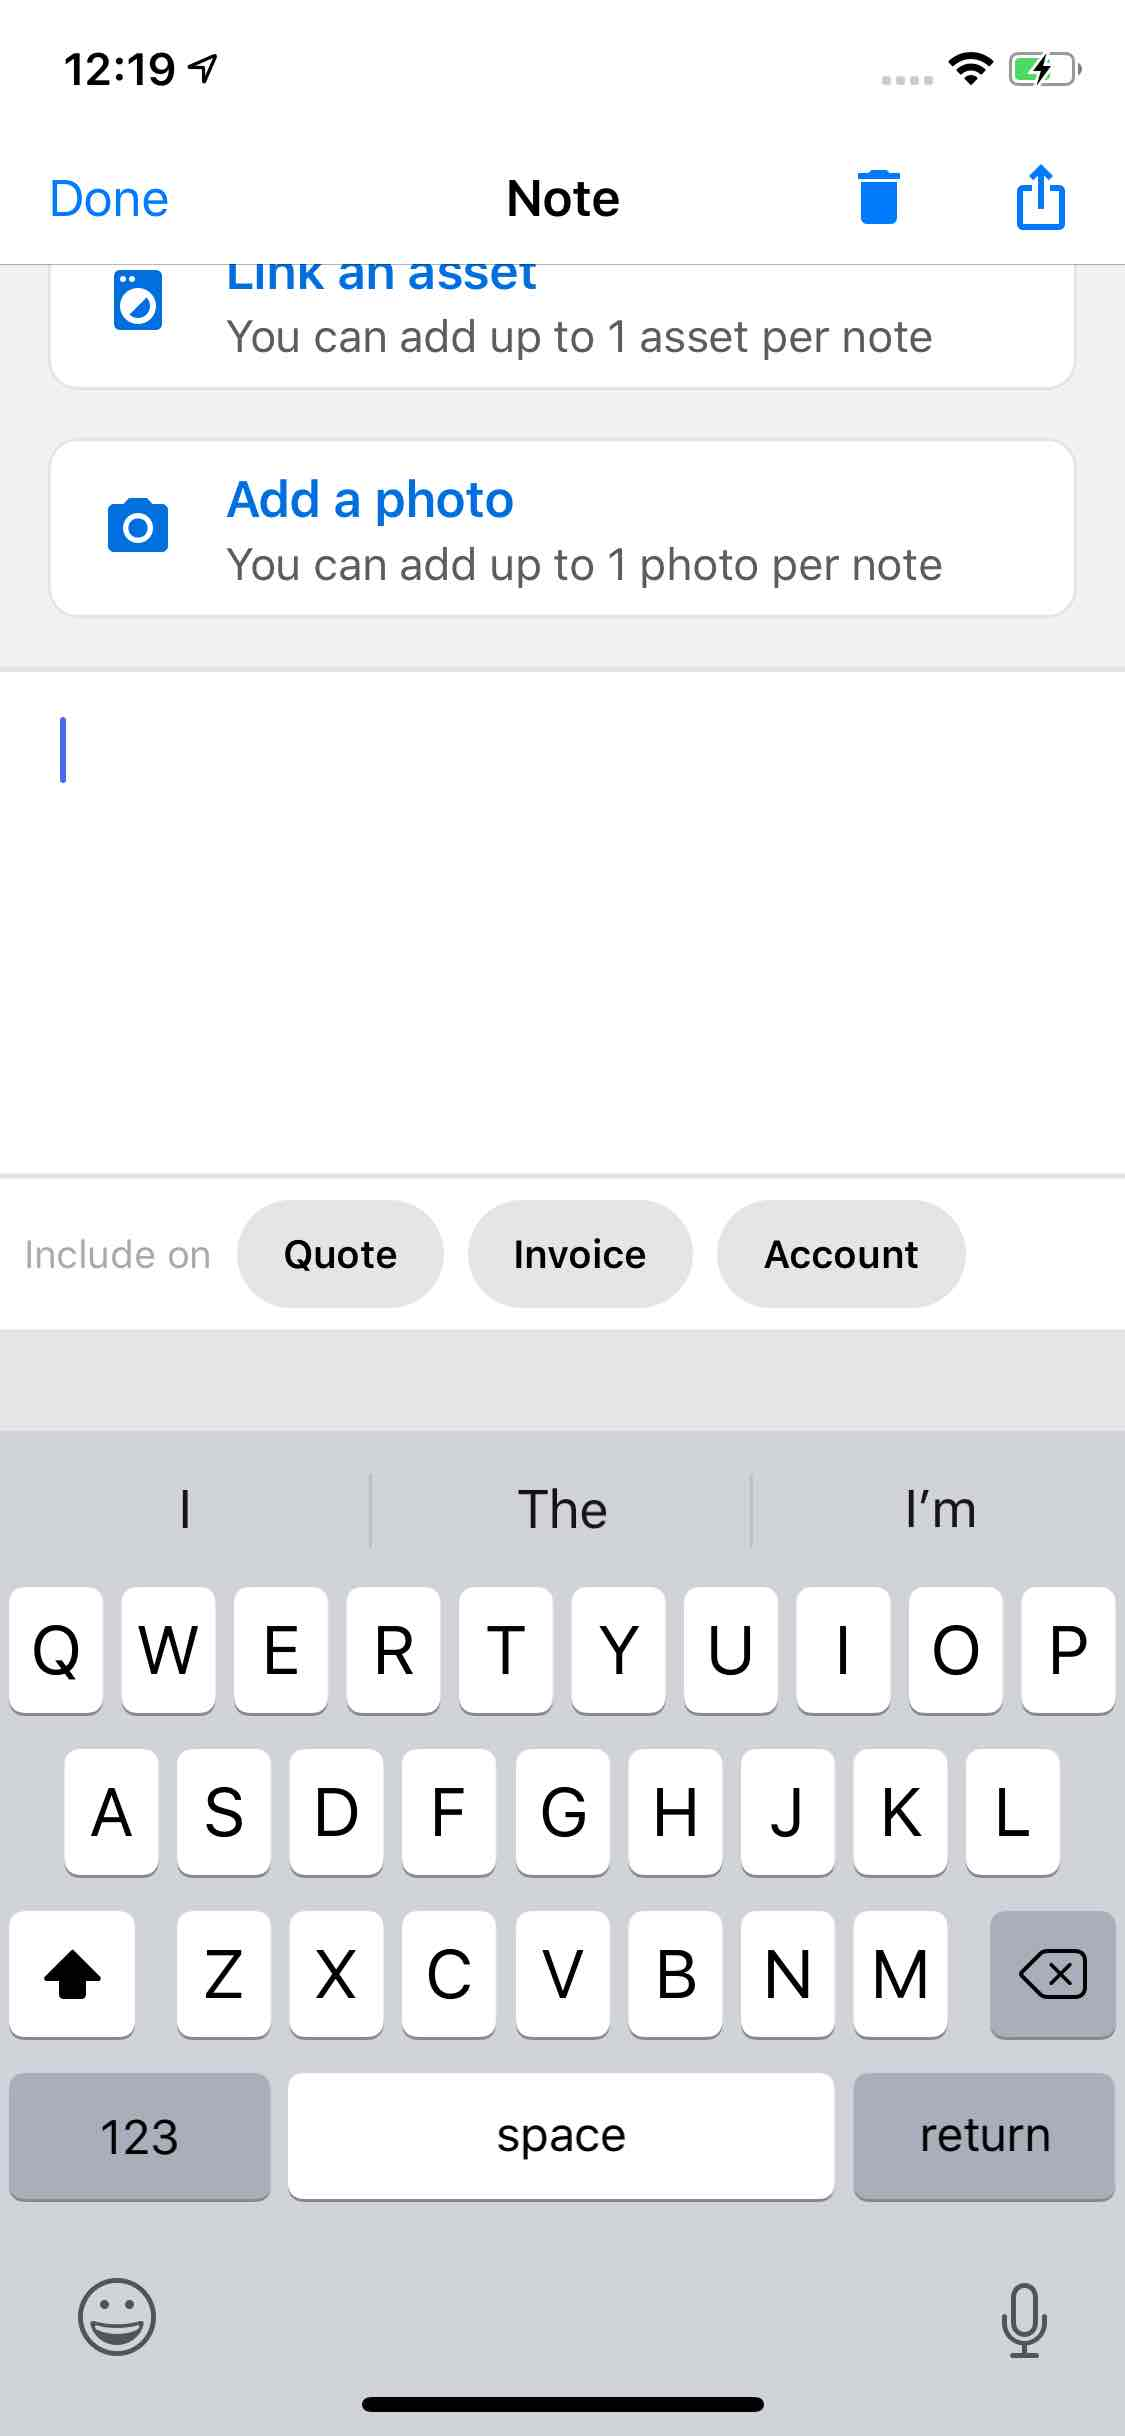 12:19
Done Note
Link an asset
You can add up to 1 asset per note
Add a photo
You can add up to 1 photo per note
Include on Quote Invoice Account
I The I’m
Q W E R T Y U I O P
A S D F G H J K L
Z X C V B N M
123 space return